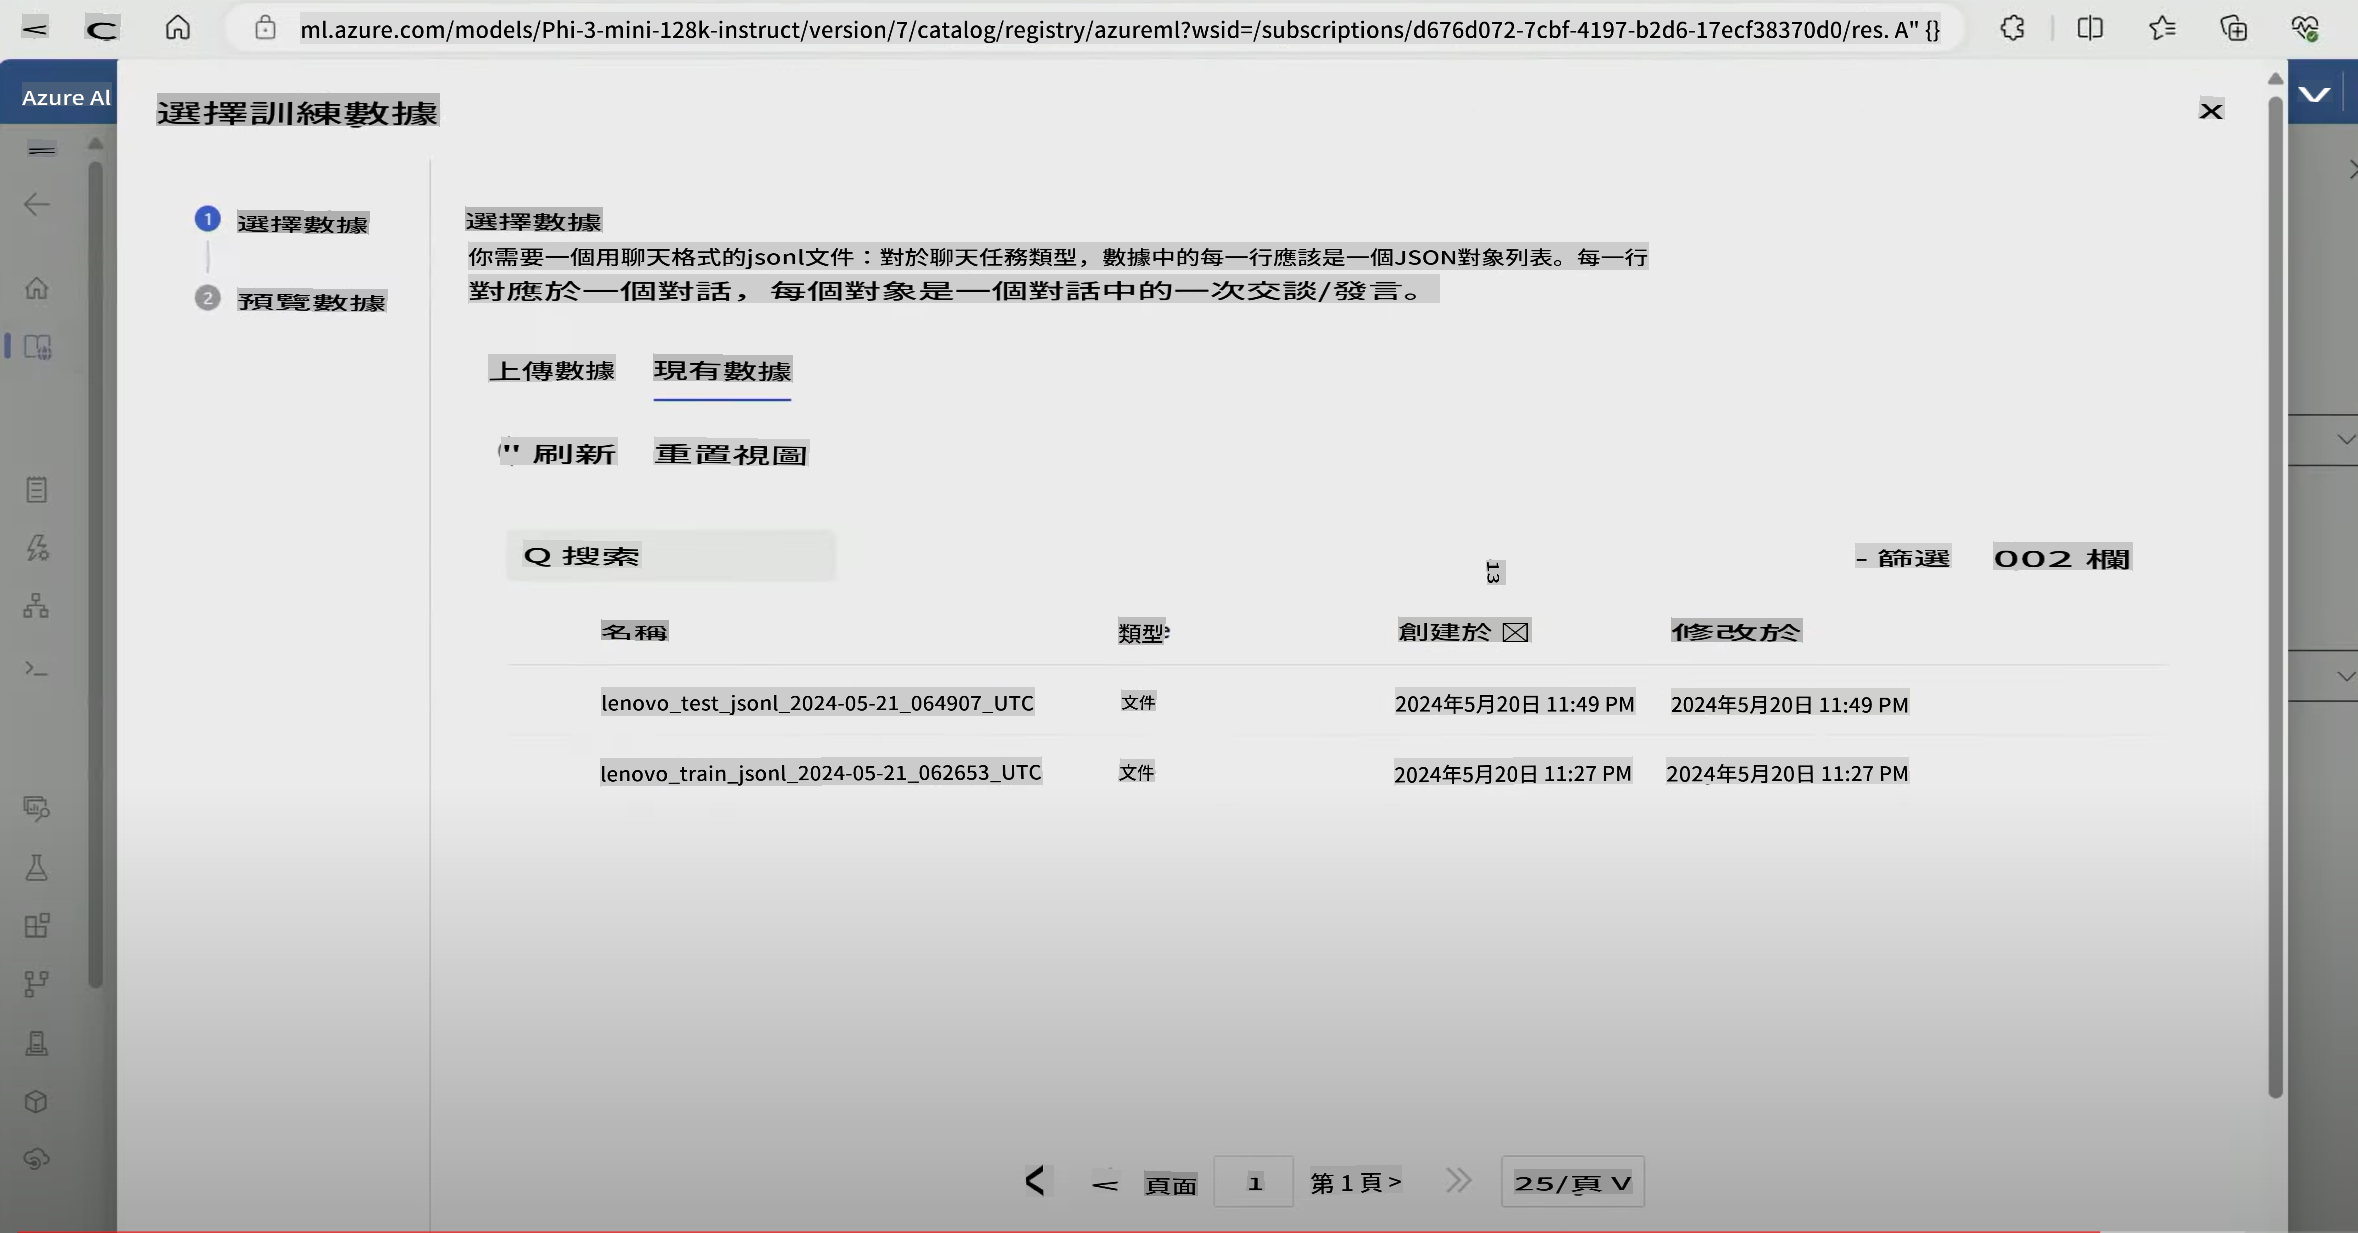 ml.azure.com/models/Phi-3-mini-128k-instruct/version/7/catalog/registry/azureml?wsid=/subscriptions/d676d072-7cbf-4197-b2d6-17ecf38370d0/res. A" {}
Azure Al
選擇訓練數據
X
1 選擇數據
2 預覽數據
選擇數據
你需要一個用聊天格式的jsonl文件：對於聊天任務類型，數據中的每一行應該是一個JSON對象列表。每一行
對應於一個對話，每個對象是一個對話中的一次交談/發言。
上傳數據 現有數據
" 刷新 重置視圖
Q 搜索
13
- 篩選 002 欄
名稱 類型 創建於 修改於
lenovo_test_jsonl_2024-05-21_064907_UTC 文件 2024年5月20日 11:49 PM 2024年5月20日 11:49 PM
lenovo_train_jsonl_2024-05-21_062653_UTC 文件 2024年5月20日 11:27 PM 2024年5月20日 11:27 PM
< < 頁面 1 第 1 頁 > 25/頁 V